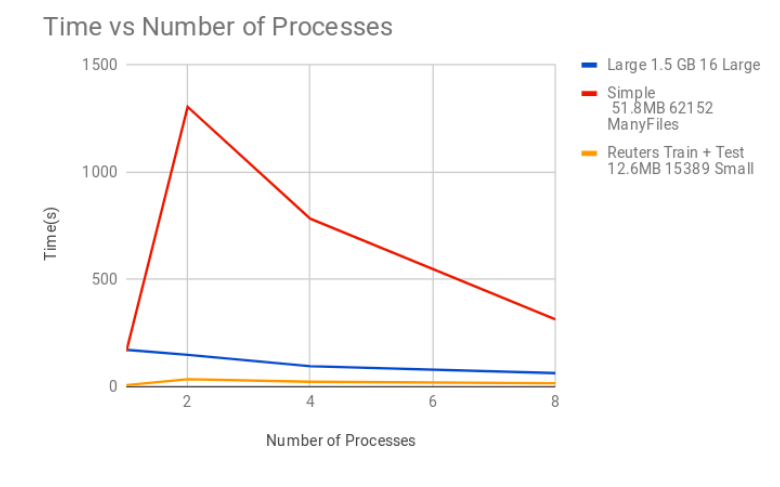 Time vs Number of Processes
1500
1000
500
0
Time(s)
2
4
6
8
Number of Processes
Large 1.5 GB 16 Large
Simple
51.8MB 62152
ManyFiles
Reuters Train + Test
12.6MB 15389 Small